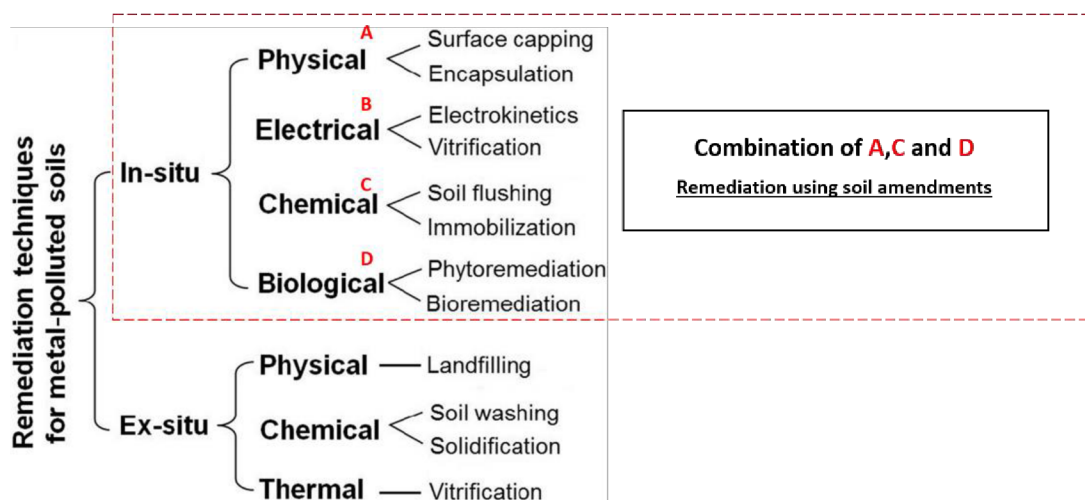 Remediation techniques
for metal-polluted soils
In-situ
Physical
A
Surface capping
Encapsulation
Electrical
B
Electrokinetics
Vitrification
Chemical
C
Soil flushing
Immobilization
Biological
D
Phytoremediation
Bioremediation
Ex-situ
Physical
Landfilling
Chemical
Soil washing
Solidification
Thermal
Vitrification
Combination of A,C and D
Remediation using soil amendments